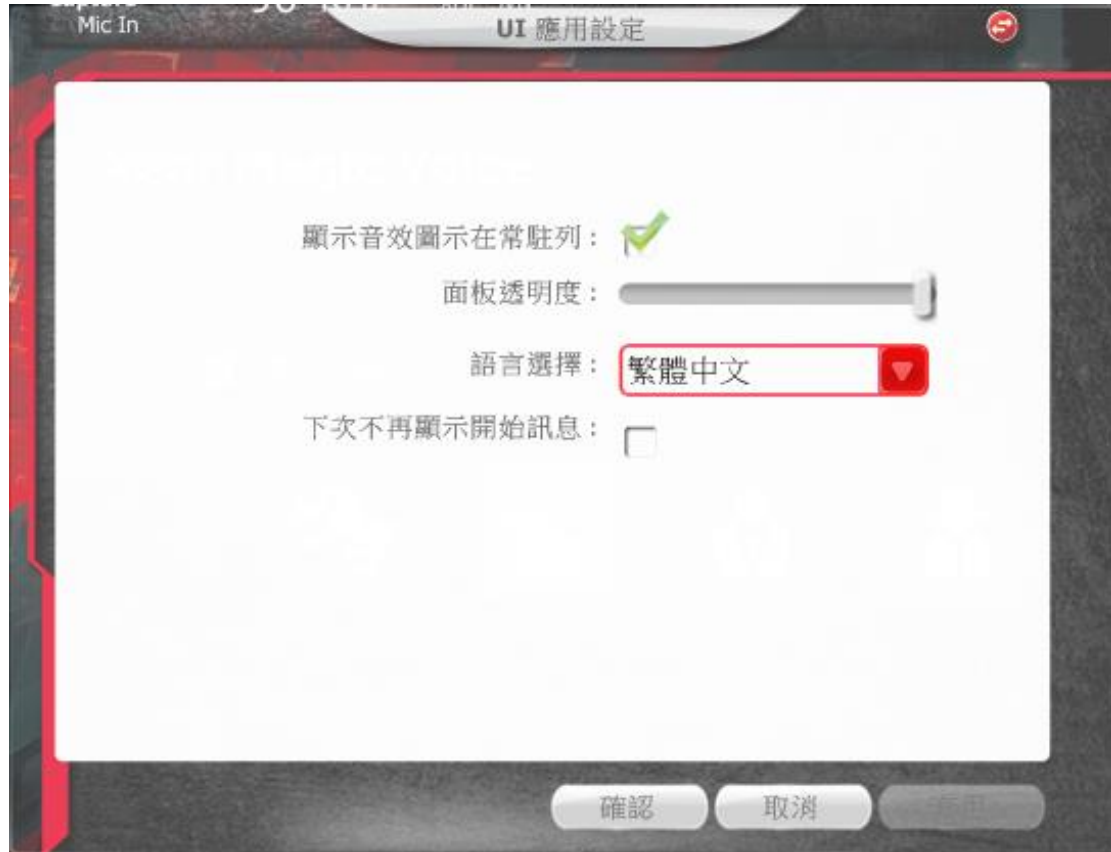 Mic In
UI 應用設定
顯示音效圖示在常駐列：
面板透明度：
語言選擇： 繁體中文
下次不再顯示開始訊息：
確認 取消